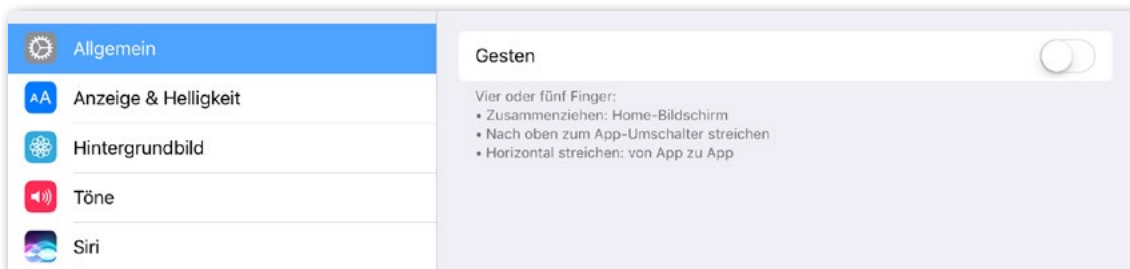 Allgemein
AA Anzeige & Helligkeit
Hintergrundbild
Töne
Siri
Gesten
Vier oder fünf Finger:
• Zusammenziehen: Home-Bildschirm
• Nach oben zum App-Umschalter streichen
• Horizontal streichen: von App zu App